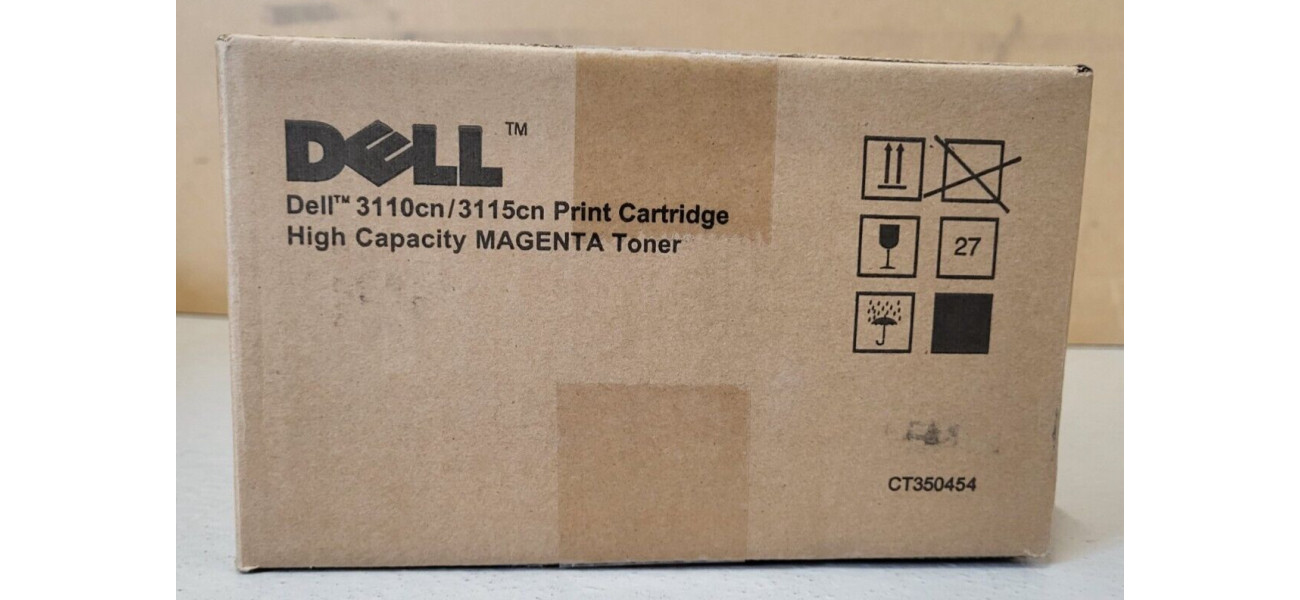 DELL™
Dell™ 3110cn/3115cn Print Cartridge
High Capacity MAGENTA Toner
27
CT350454